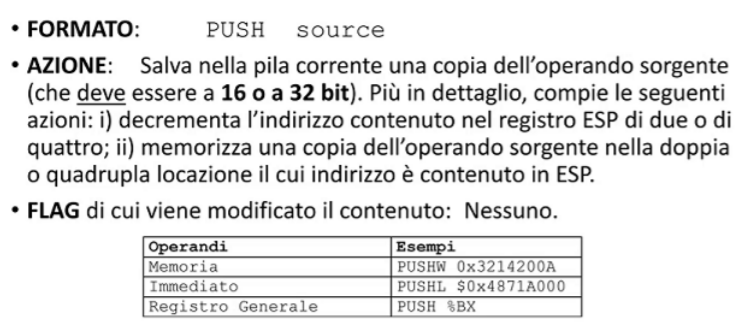 • FORMATO: PUSH source
• AZIONE: Salva nella pila corrente una copia dell'operando sorgente
(che deve essere a 16 o a 32 bit). Più in dettaglio, compie le seguenti
azioni: i) decrementa l'indirizzo contenuto nel registro ESP di due o di
quattro; ii) memorizza una copia dell'operando sorgente nella doppia
o quadrupla locazione il cui indirizzo è contenuto in ESP.
• FLAG di cui viene modificato il contenuto: Nessuno.
Operandi Esempi
Memoria PUSHW 0x3214200A
Immediato PUSHL $0x4871A000
Registro Generale PUSH %BX